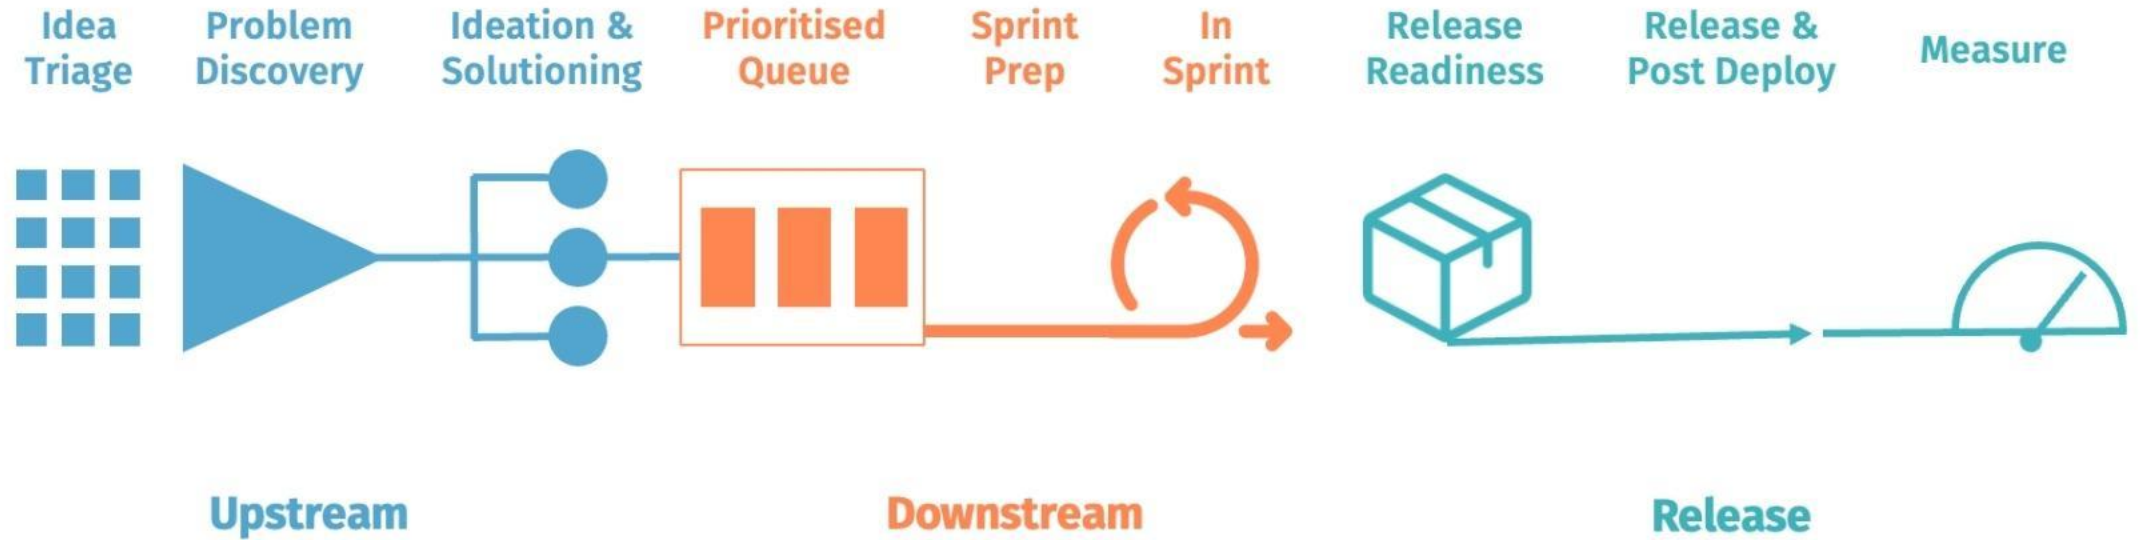 Idea
Triage
Problem
Discovery
Ideation &
Solutioning
Prioritised
Queue
Sprint
Prep
In
Sprint
Release
Readiness
Release &
Post Deploy
Measure
Upstream
Downstream
Release